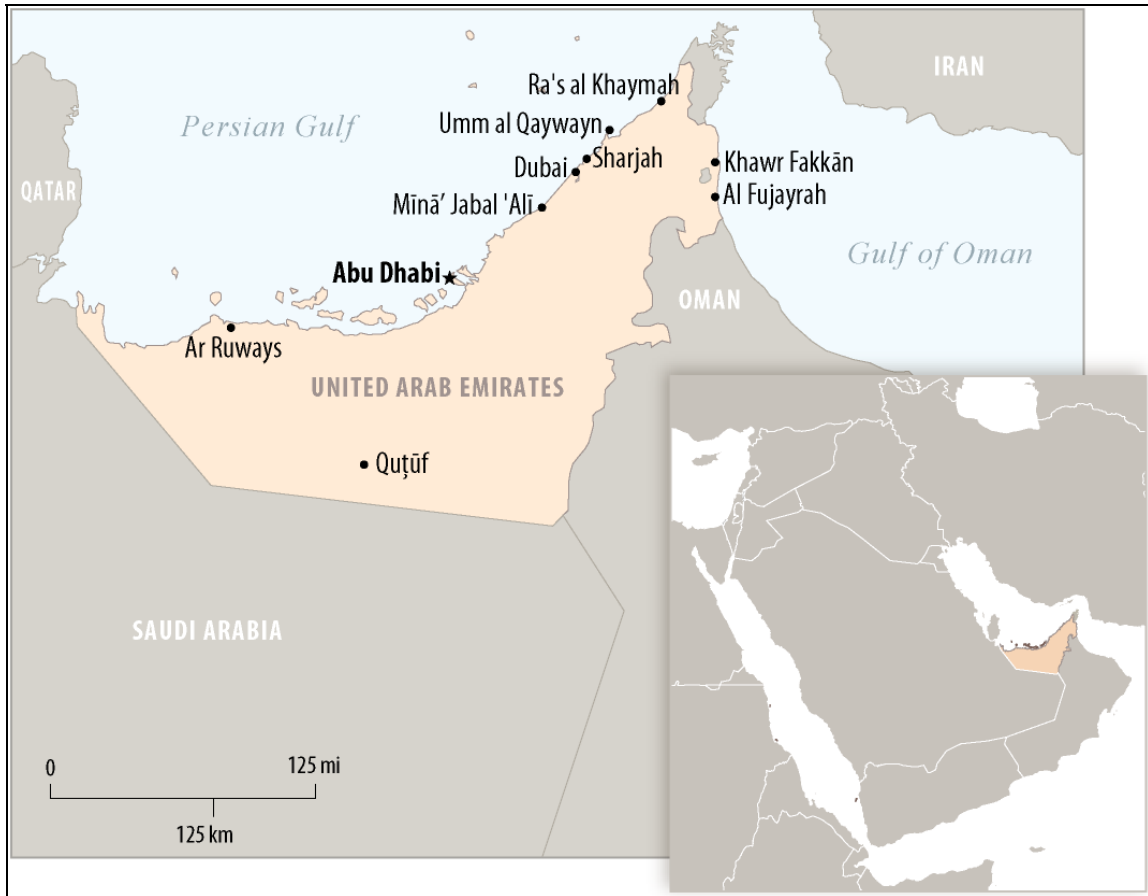 IRAN
Ra's al Khaymah
Persian Gulf
Umm al Qaywayn
Sharjah
Dubai
Khawr Fakkān
QATAR
Al Fujayrah
Mīnā’ Jabal 'Alī
Gulf of Oman
Abu Dhabi
OMAN
Ar Ruways
UNITED ARAB EMIRATES
Quṭūf
SAUDI ARABIA
0
125 mi
125 km